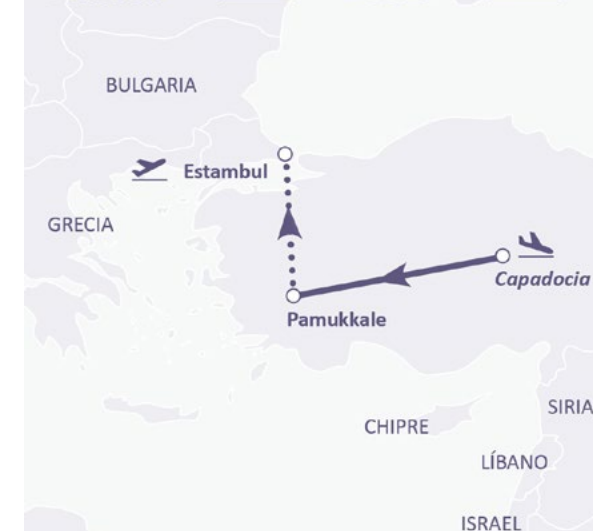 BULGARIA
Estambul
GRECIA
Capadocia
Pamukkale
SIRIA
CHIPRE
LÍBANO
ISRAEL